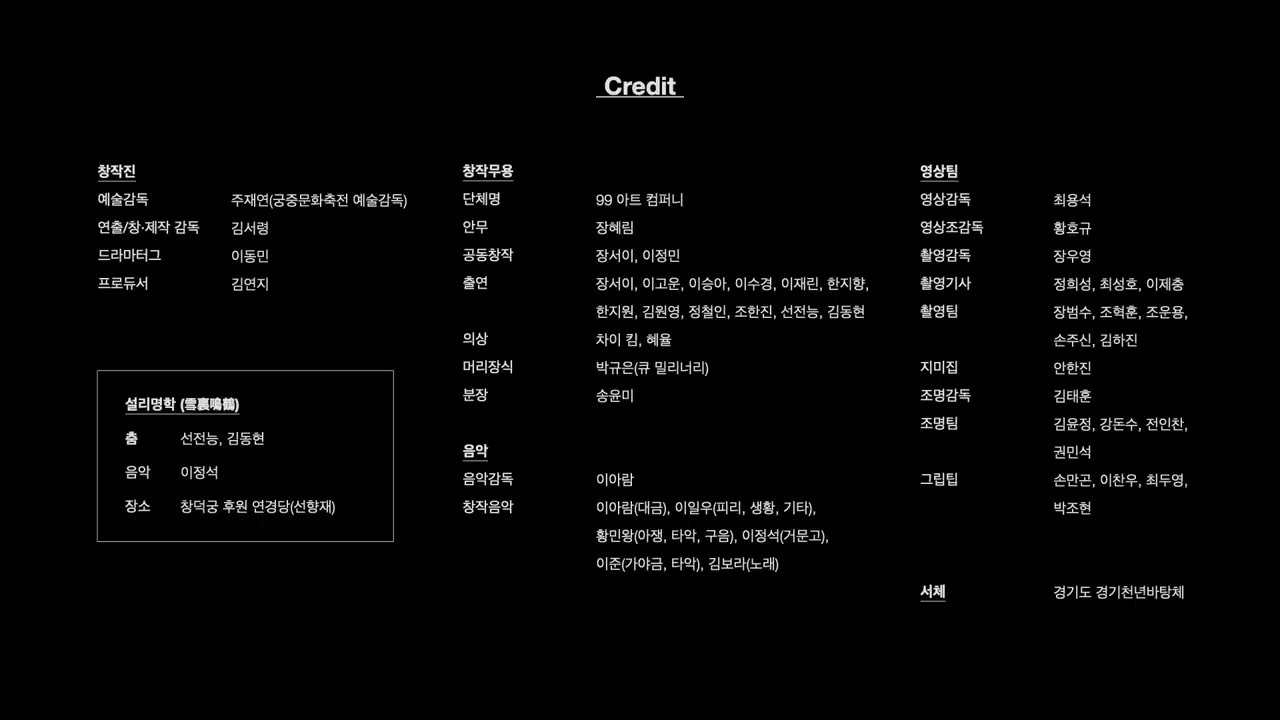 Credit
창작진
예술감독 주재연(궁중문화축전 예술감독)
연출/창·제작 감독 김서령
드라마터그 이동민
프로듀서 김연지
설리명학 (雪裏鳴鶴)
춤 선전능, 김동현
음악 이정석
장소 창덕궁 후원 연경당(선향재)
창작무용
단체명 99 아트 컴퍼니
안무 장혜림
공동창작 장서이, 이정민
출연 장서이, 이고운, 이승아, 이수경, 이재린, 한지향,
한지원, 김원영, 정철인, 조한진, 선전능, 김동현
의상 차이 킴, 혜율
머리장식 박규은(큐 밀리너리)
분장 송윤미
음악
음악감독 이아람
창작음악 이아람(대금), 이일우(피리, 생황, 기타),
황민왕(아쟁, 타악, 구음), 이정석(거문고),
이준(가야금, 타악), 김보라(노래)
영상팀
영상감독 최용석
영상조감독 황호규
촬영감독 장우영
촬영기사 정희성, 최성호, 이제충
촬영팀 장범수, 조혁훈, 조운용,
손주신, 김하진
지미집 안한진
조명감독 김태훈
조명팀 김윤정, 강돈수, 전인찬,
권민석
그립팁 손만곤, 이찬우, 최두영,
박조현
서체 경기도 경기천년바탕체